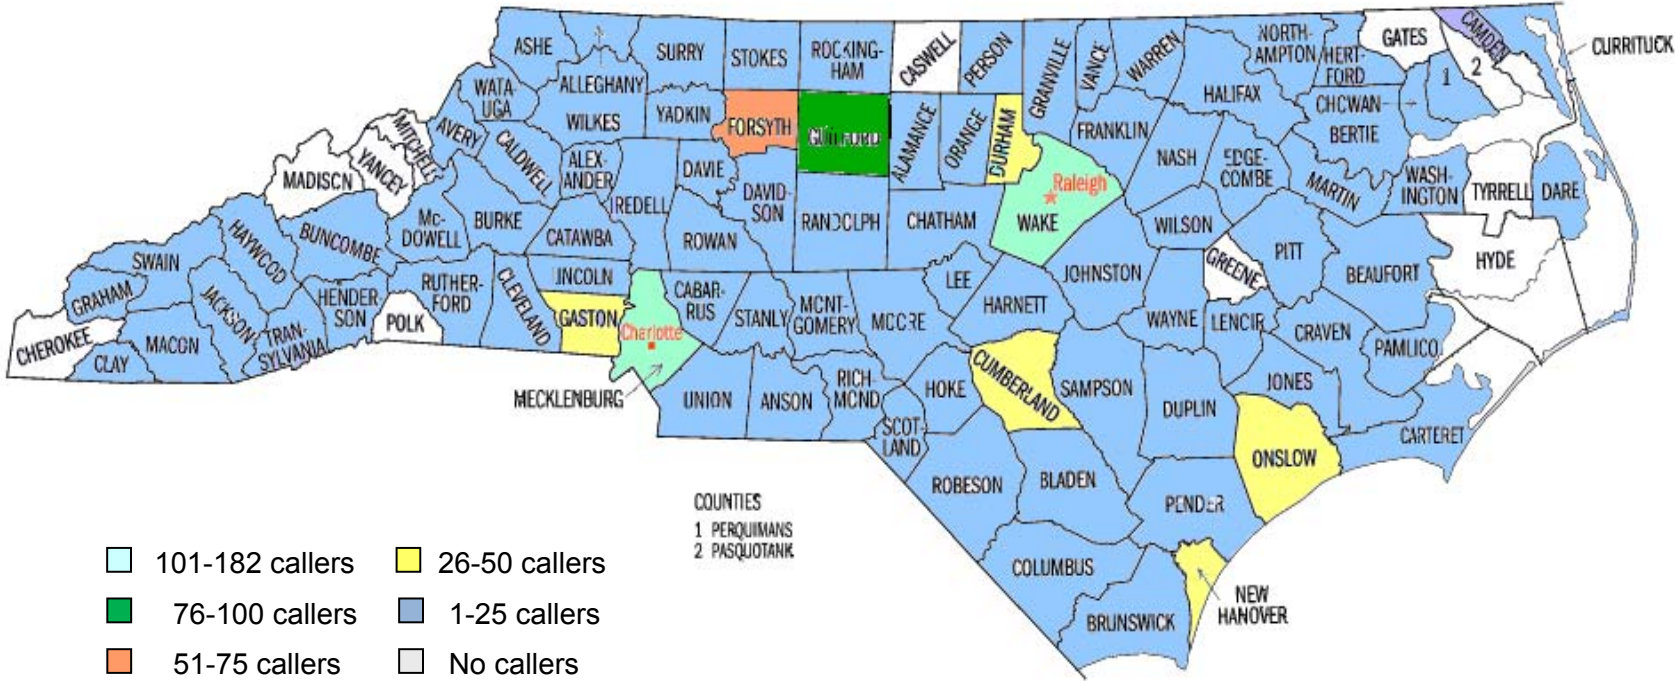 ASHE
SURRY
STOKES
ROCKING-
HAM
CASWELL
PERSON
GRANVILLE
VANCE
WARREN
NORTH-
AMPTON
HERT-
FORD
GATES
CAMDEN
CURRITUCK
1
2
WATA-
UGA
ALLEGHANY
WILKES
YADKIN
FORSYTH
ALAMANCE
ORANGE
DURHAM
FRANKLIN
HALIFAX
CHCWAN
BERTIE
MITCHELL
AVERY
CALDWELL
ALEX-
ANDER
DAVIE
NASH
EDGE-
COMBE
MARTIN
WASH-
INGTON
TYRRELL
DARE
MADISCN
YANCEY
IREDELL
DAVID-
SON
RANDOLPH
CHATHAM
Raleigh
WAKE
WILSON
PITT
HAYWOOD
BUNCOMBE
Mc-
DOWELL
BURKE
CATAWBA
ROWAN
SWAIN
GRAHAM
JACKSON
HENDER
SON
RUTHER-
FORD
CLEVELAND
LINCOLN
CABAR-
RUS
LEE
JOHNSTON
GREENE
BEAUFORT
HYDE
CHEROKEE
CLAY
MACON
TRAN-
SYLVANIA
POLK
GASTON
Charlotte
STANLY
MCNT-
GOMERY
MCCRE
HARNETT
WAYNE
LENCIR
CRAVEN
PAMLICO
MECKLENBURG
UNION
ANSON
RICH-
MCND
HOKE
CUMBERLAND
SAMPSON
DUPLIN
JONES
SCOT-
LAND
ONSLOW
CARTERET
ROBESON
BLADEN
PENDER
COLUMBUS
BRUNSWICK
NEW
HANOVER
COUNTIES
1 PERQUIMANS
2 PASQUOTANK
101-182 callers
26-50 callers
76-100 callers
1-25 callers
51-75 callers
No callers